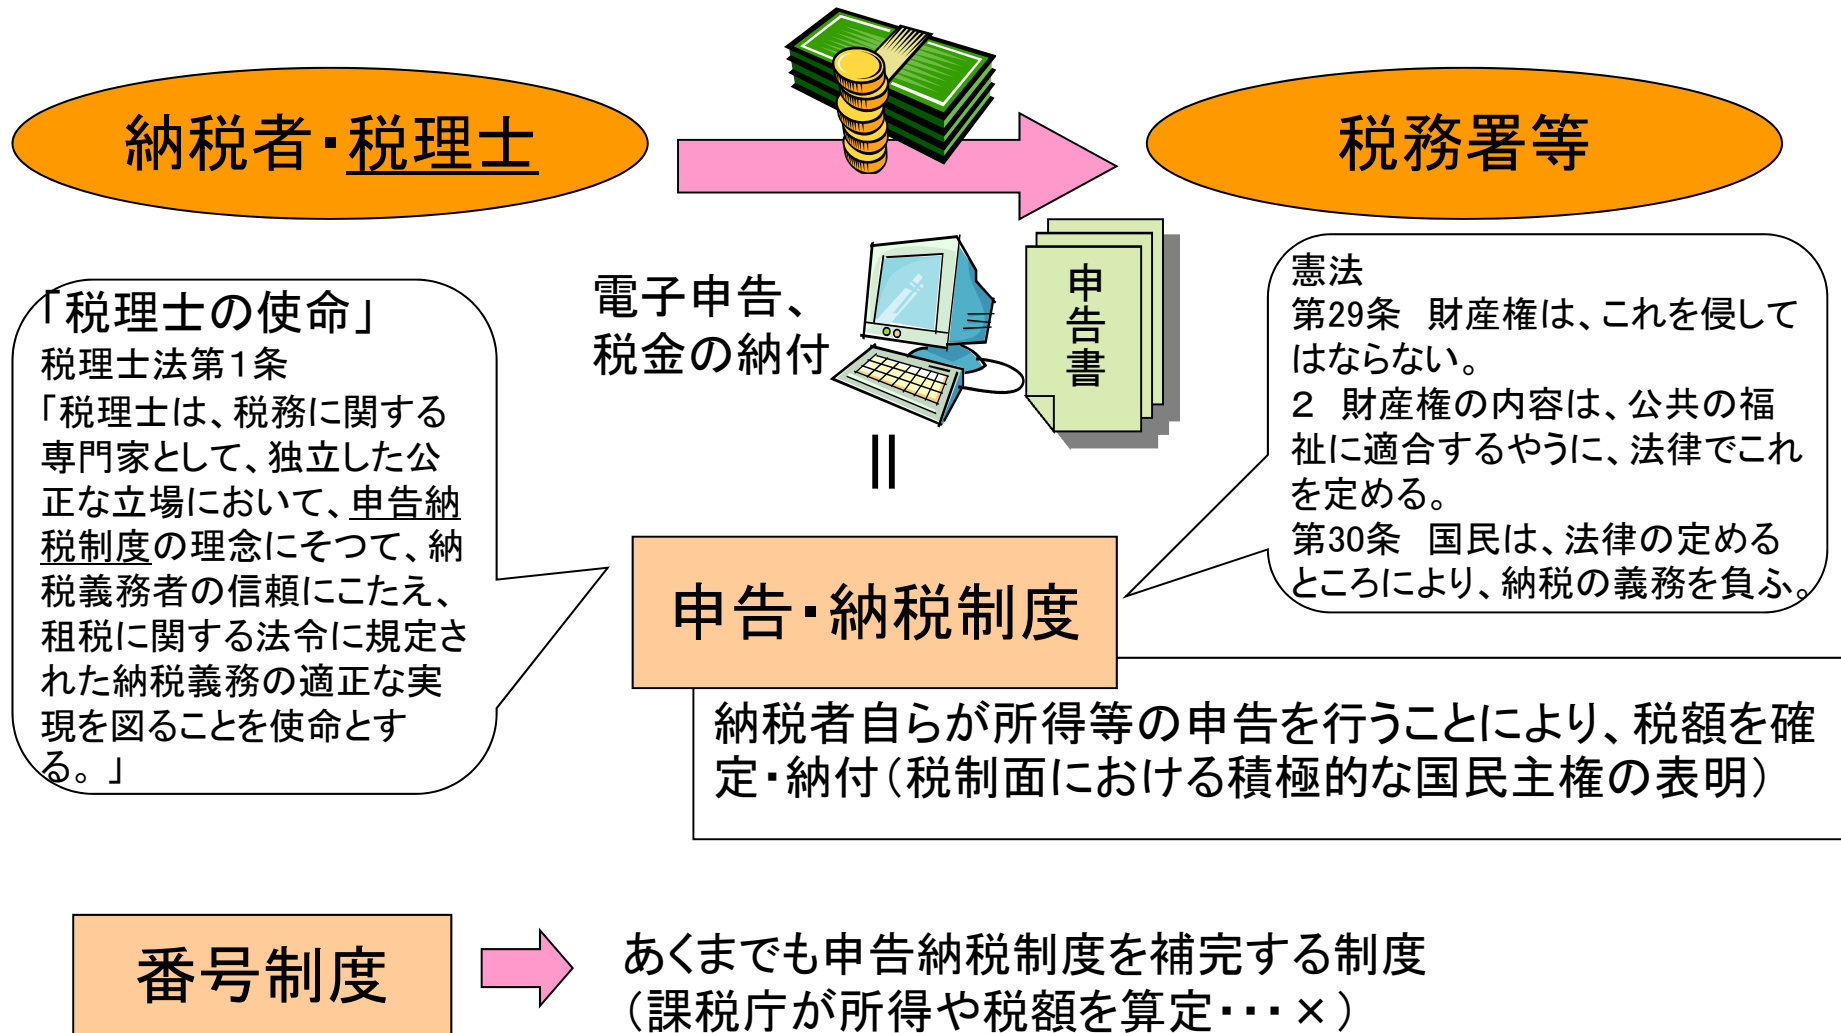 納税者・税理士
税務署等
電子申告、
税金の納付
申告書
「税理士の使命」
税理士法第１条
「税理士は、税務に関する
専門家として、独立した公
正な立場において、申告納
税制度の理念にそつて、納
税義務者の信頼にこたえ、
租税に関する法令に規定さ
れた納税義務の適正な実
現を図ることを使命とす
る。」
憲法
第29条　財産権は、これを侵して
はならない。
２　財産権の内容は、公共の福
祉に適合するやうに、法律でこれ
を定める。
第30条　国民は、法律の定める
ところにより、納税の義務を負ふ。
＝
申告・納税制度
納税者自らが所得等の申告を行うことにより、税額を確
定・納付（税制面における積極的な国民主権の表明）
番号制度
あくまでも申告納税制度を補完する制度
（課税庁が所得や税額を算定・・・×）